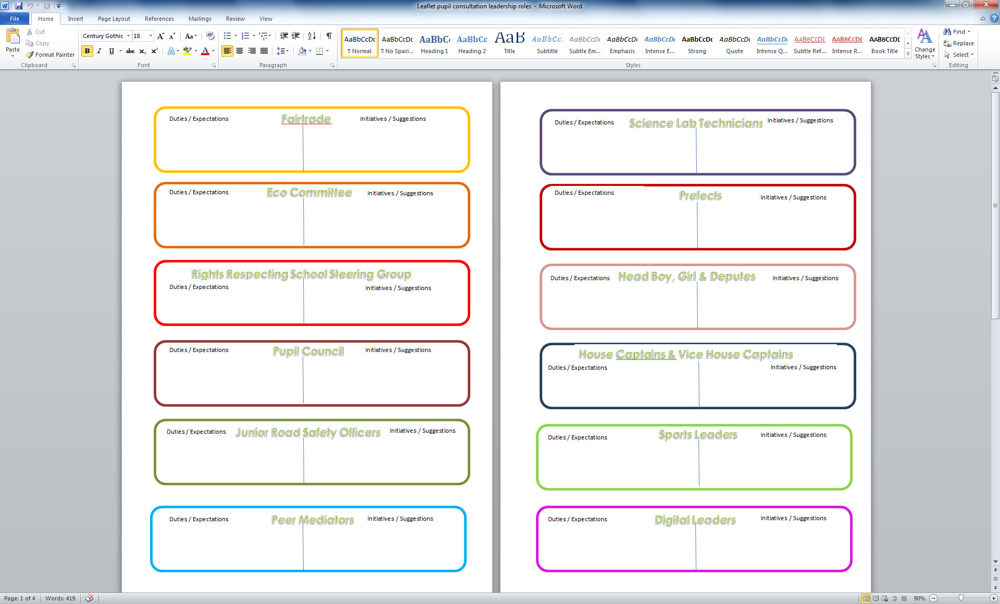 Leaflet pupil consultation leadership roles - Microsoft Word
File Home Insert Page Layout References Mailings Review View
Paste
Cut
Copy
Format Painter
Clipboard
Century Gothic 18
Font
Paragraph
AaBbCcDc AaBbCcDc AaBbCc AaBbCc AaB AaBbCc. AaBbCcDc AaBbCcDc AaBbCcDc AaBbCcDc AaBbCcDc AaBbCcDc AABBCCDE AABBCCDE AABBCCDE
¶ Normal ¶ No Spaci... Heading 1 Heading 2 Title Subtitle Subtle Em... Emphasis Intense E... Strong Quote Intense Q... Subtle Ref... Intense R... Book Title
Styles
Change Styles
Find
Replace
Select
Editing
Duties / Expectations Fairtrade Initiatives / Suggestions
Duties / Expectations Eco Committee Initiatives / Suggestions
Rights Respecting School Steering Group
Duties / Expectations Initiatives / Suggestions
Duties / Expectations Pupil Council Initiatives / Suggestions
Duties / Expectations Junior Road Safety Officers Initiatives / Suggestions
Duties / Expectations Peer Mediators Initiatives / Suggestions
Duties / Expectations Science Lab Technicians Initiatives / Suggestions
Duties / Expectations Prefects Initiatives / Suggestions
Duties / Expectations Head Boy, Girl & Deputes Initiatives / Suggestions
House Captains & Vice House Captains
Duties / Expectations Initiatives / Suggestions
Duties / Expectations Sports Leaders Initiatives / Suggestions
Duties / Expectations Digital Leaders Initiatives / Suggestions
Page: 1 of 4 Words: 419 90%